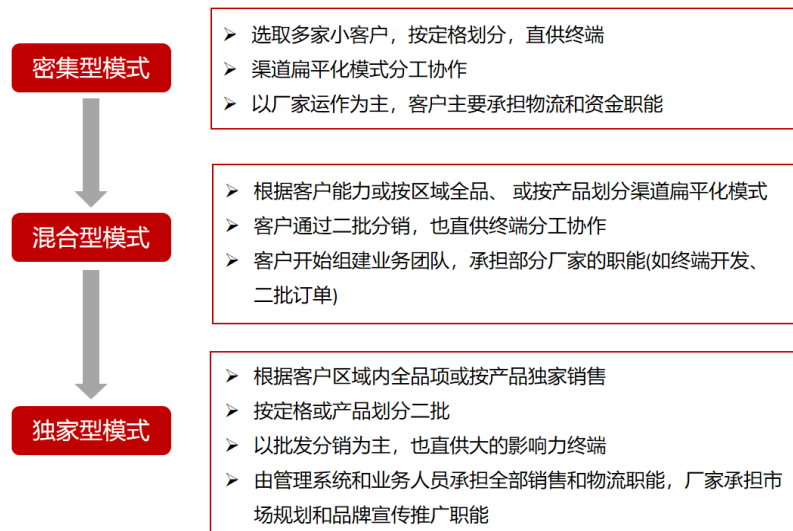 密集型模式
➢ 选取多家小客户，按定格划分，直供终端
➢ 渠道扁平化模式分工协作
➢ 以厂家运作为主，客户主要承担物流和资金职能
混合型模式
➢ 根据客户能力或按区域全品、 或按产品划分渠道扁平化模式
➢ 客户通过二批分销，也直供终端分工协作
➢ 客户开始组建业务团队，承担部分厂家的职能(如终端开发、
二批订单)
独家型模式
➢ 根据客户区域内全品项或按产品独家销售
➢ 按定格或产品划分二批
➢ 以批发分销为主，也直供大的影响力终端
➢ 由管理系统和业务人员承担全部销售和物流职能，厂家承担市
场规划和品牌宣传推广职能